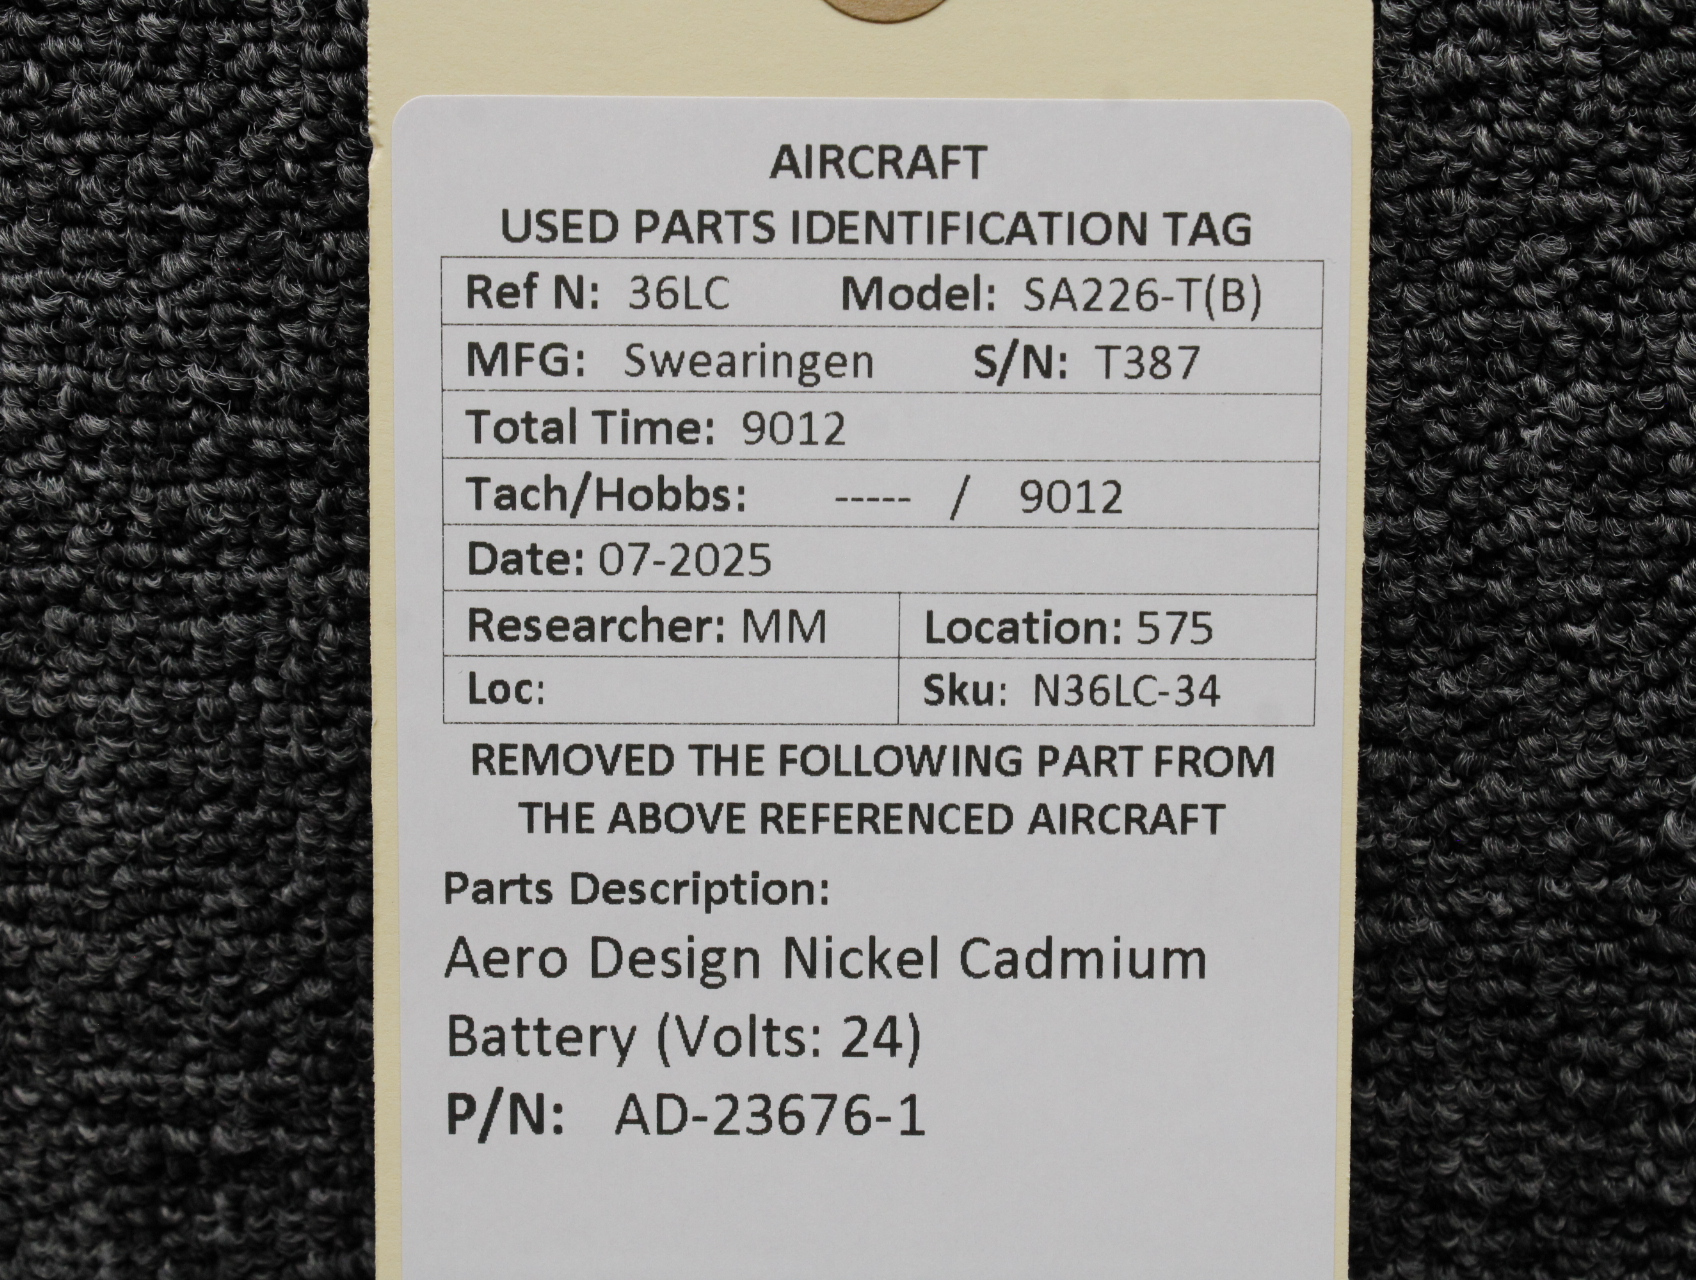 AIRCRAFT
USED PARTS IDENTIFICATION TAG
Ref N: 36LC Model: SA226-T(B)
MFG: Swearingen S/N: T387
Total Time: 9012
Tach/Hobbs: ----- / 9012
Date: 07-2025
Researcher: MM Location: 575
Loc: Sku: N36LC-34
REMOVED THE FOLLOWING PART FROM
THE ABOVE REFERENCED AIRCRAFT
Parts Description:
Aero Design Nickel Cadmium
Battery (Volts: 24)
P/N: AD-23676-1